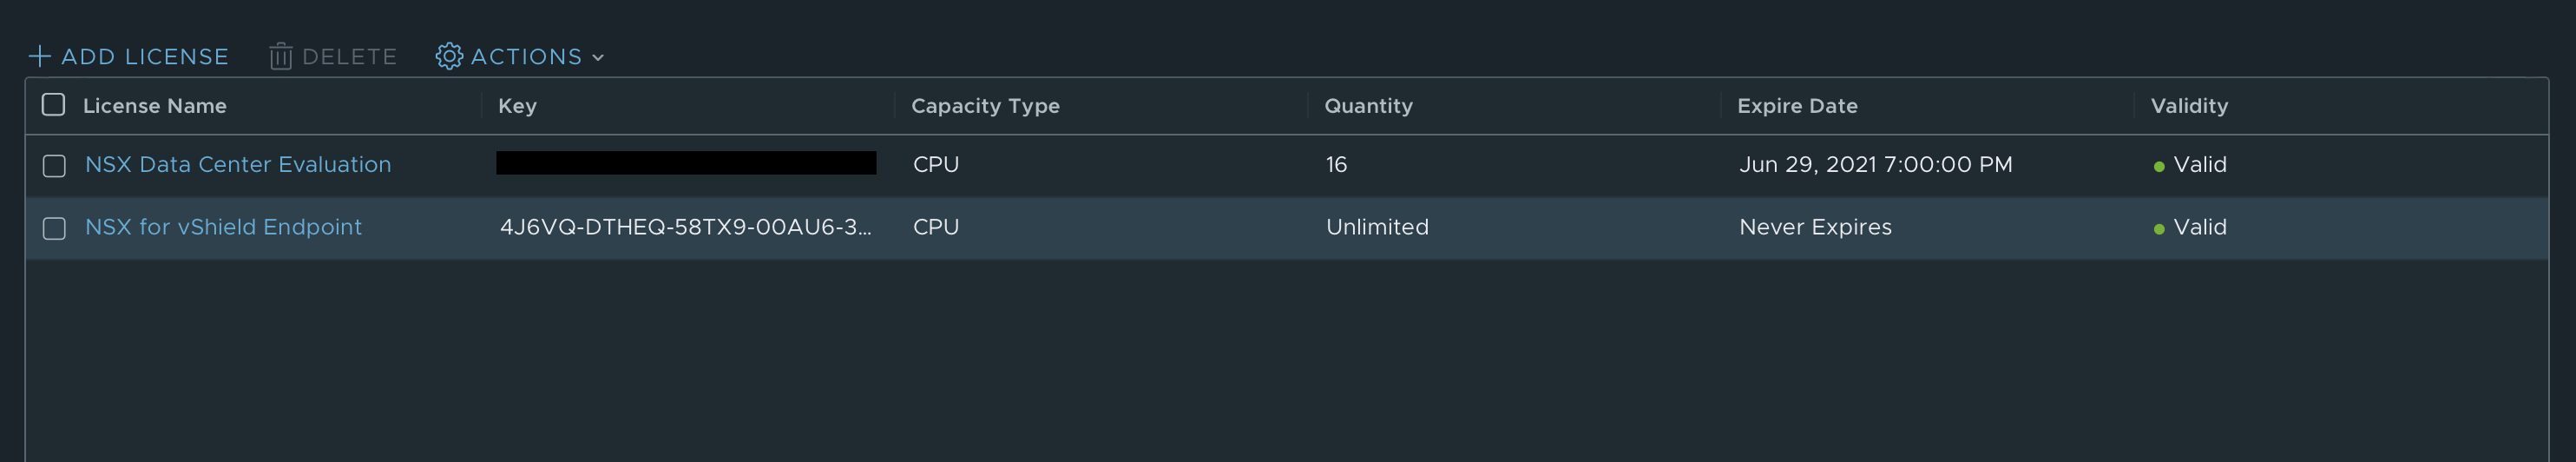 ADD LICENSE DELETE ACTIONS
License Name Key Capacity Type Quantity Expire Date Validity
NSX Data Center Evaluation CPU 16 Jun 29, 2021 7:00:00 PM Valid
NSX for vShield Endpoint 4J6VQ-DTHEQ-58TX9-00AU6-3... CPU Unlimited Never Expires Valid